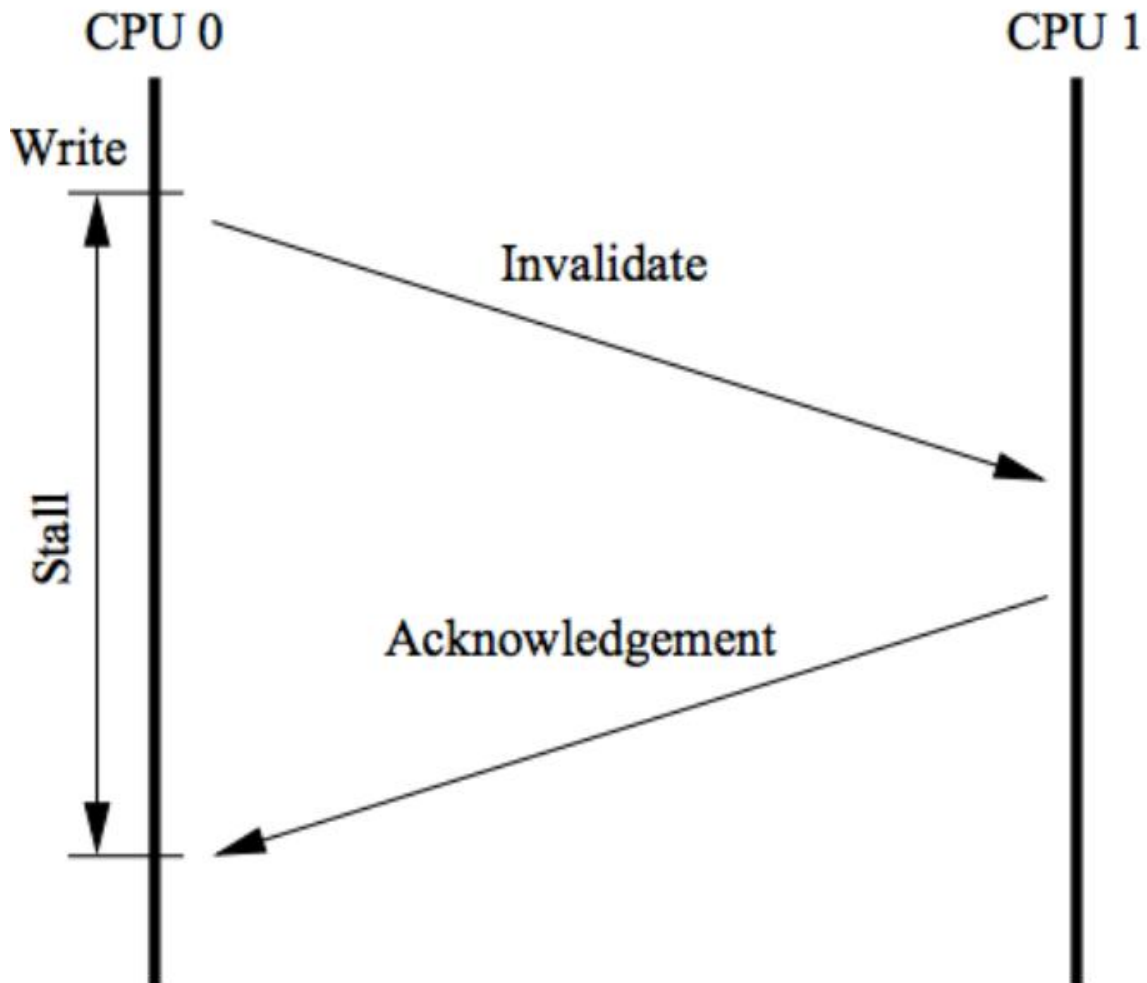 CPU 0
CPU 1
Write
Invalidate
Stall
Acknowledgement